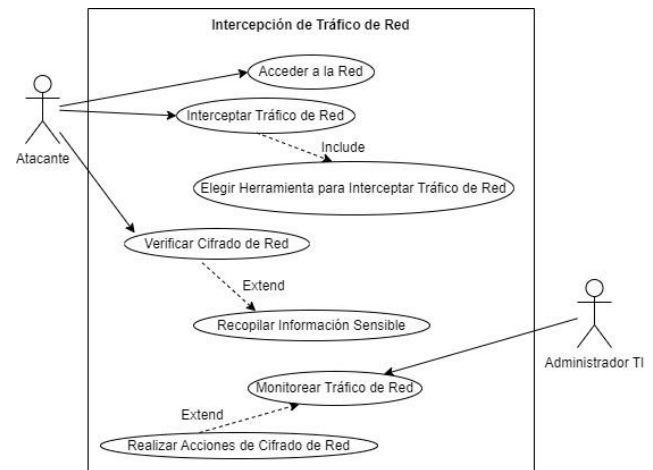 Intercepción de Tráfico de Red
Acceder a la Red
Interceptar Tráfico de Red
Include
Atacante
Elegir Herramienta para Interceptar Tráfico de Red
Verificar Cifrado de Red
Extend
Recopilar Información Sensible
Administrador TI
Monitorear Tráfico de Red
Extend
Realizar Acciones de Cifrado de Red